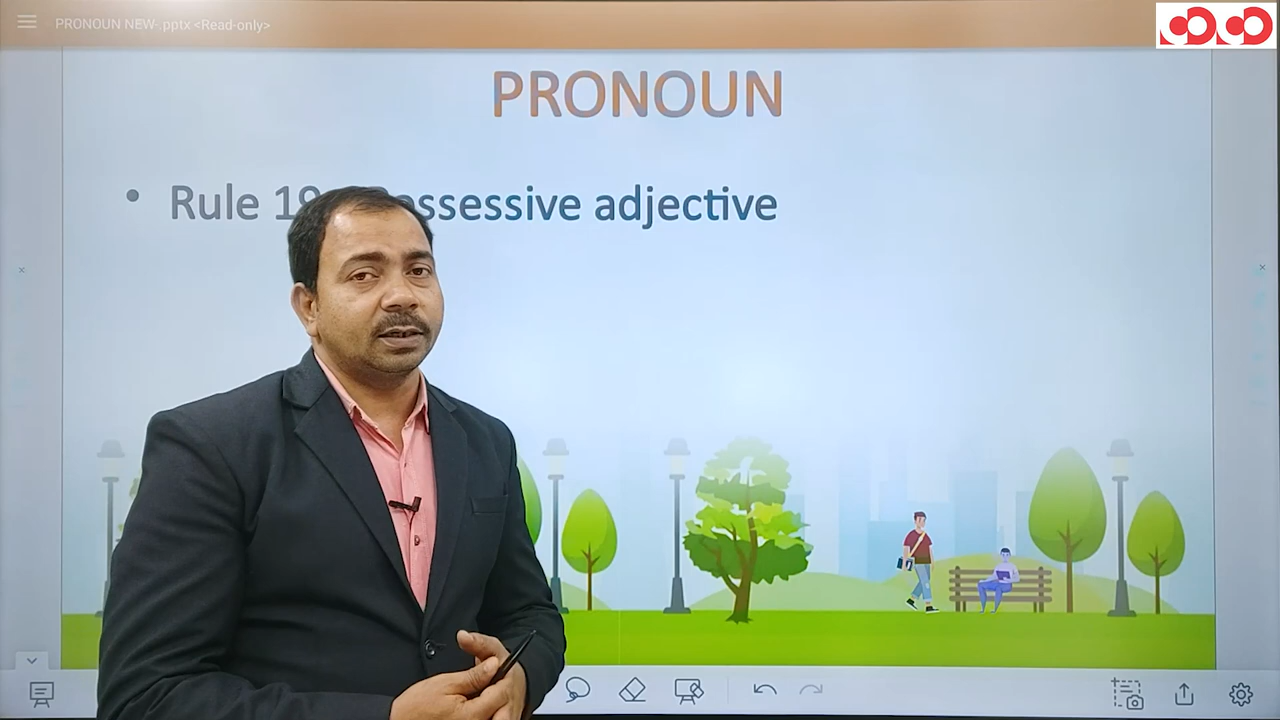 PRONOUN NEW-.pptx <Read-only>
PRONOUN
• Rule 19 ossessive adjective